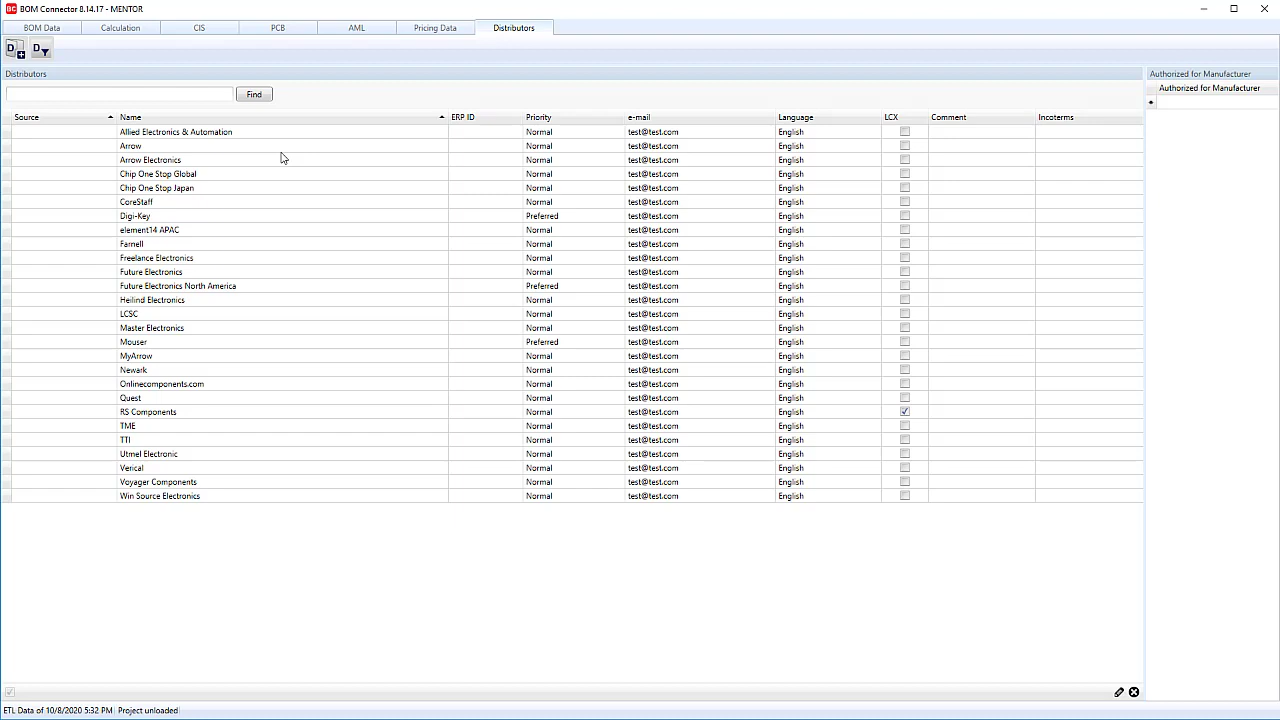 BC BOM Connector 8.14.17 - MENTOR
BOM Data Calculation CIS PCB AML Pricing Data Distributors
D D
Distributors
Find
Source Name ERP ID Priority e-mail Language LCX Comment Incoterms
Allied Electronics & Automation Normal test@test.com English
Arrow Normal test@test.com English
Arrow Electronics Normal test@test.com English
Chip One Stop Global Normal test@test.com English
Chip One Stop Japan Normal test@test.com English
CoreStaff Normal test@test.com English
Digi-Key Preferred test@test.com English
element14 APAC Normal test@test.com English
Farnell Normal test@test.com English
Freelance Electronics Normal test@test.com English
Future Electronics Normal test@test.com English
Future Electronics North America Preferred test@test.com English
Heilind Electronics Normal test@test.com English
LCSC Normal test@test.com English
Master Electronics Normal test@test.com English
Mouser Preferred test@test.com English
MyArrow Normal test@test.com English
Newark Normal test@test.com English
Onlinecomponents.com Normal test@test.com English
Quest Normal test@test.com English
RS Components Normal test@test.com English
TME Normal test@test.com English
TTI Normal test@test.com English
Utmel Electronic Normal test@test.com English
Verical Normal test@test.com English
Voyager Components Normal test@test.com English
Win Source Electronics Normal test@test.com English
Authorized for Manufacturer
Authorized for Manufacturer
ETL Data of 10/8/2020 5:32 PM Project unloaded